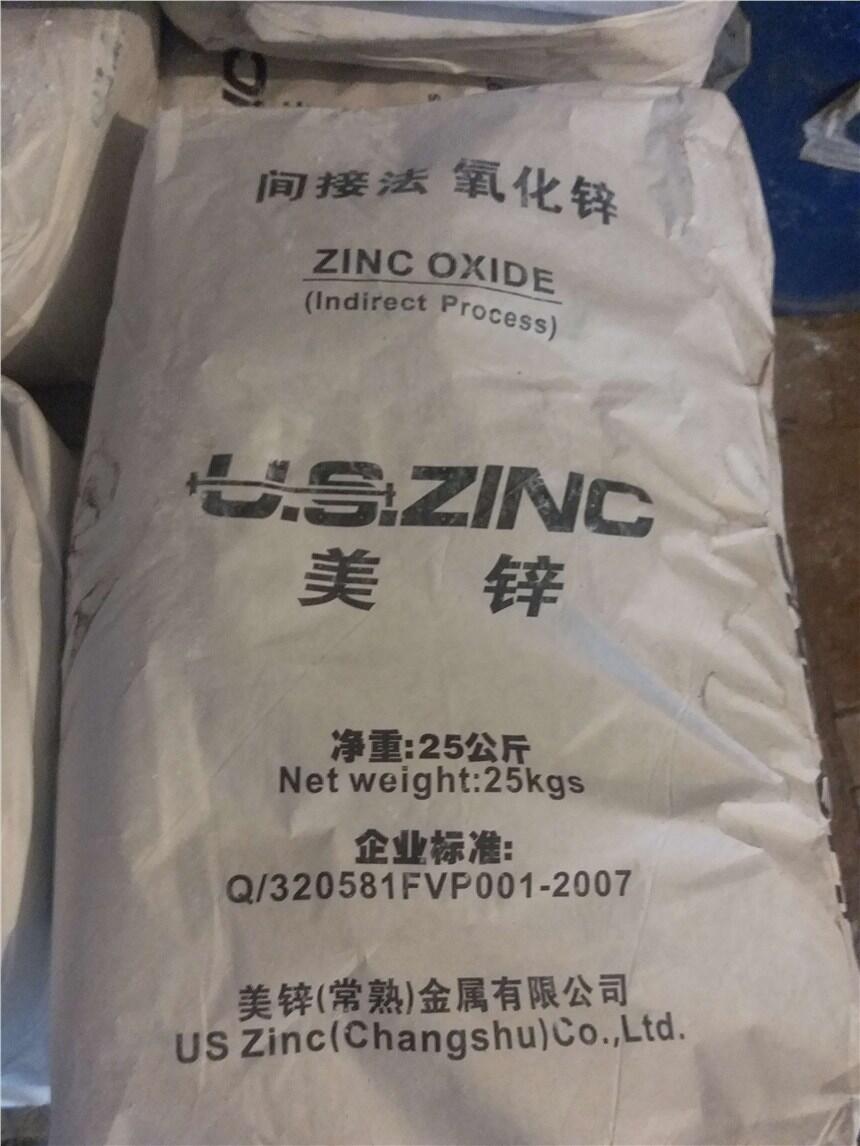 间接法 氧化锌
ZINC OXIDE
(Indirect Process)
U.S.ZINC
美 锌
净重:25公斤
Net weight:25kgs
企业标准:
Q/320581FVP001-2007
美锌(常熟)金属有限公司
US Zinc(Changshu)Co.,Ltd.